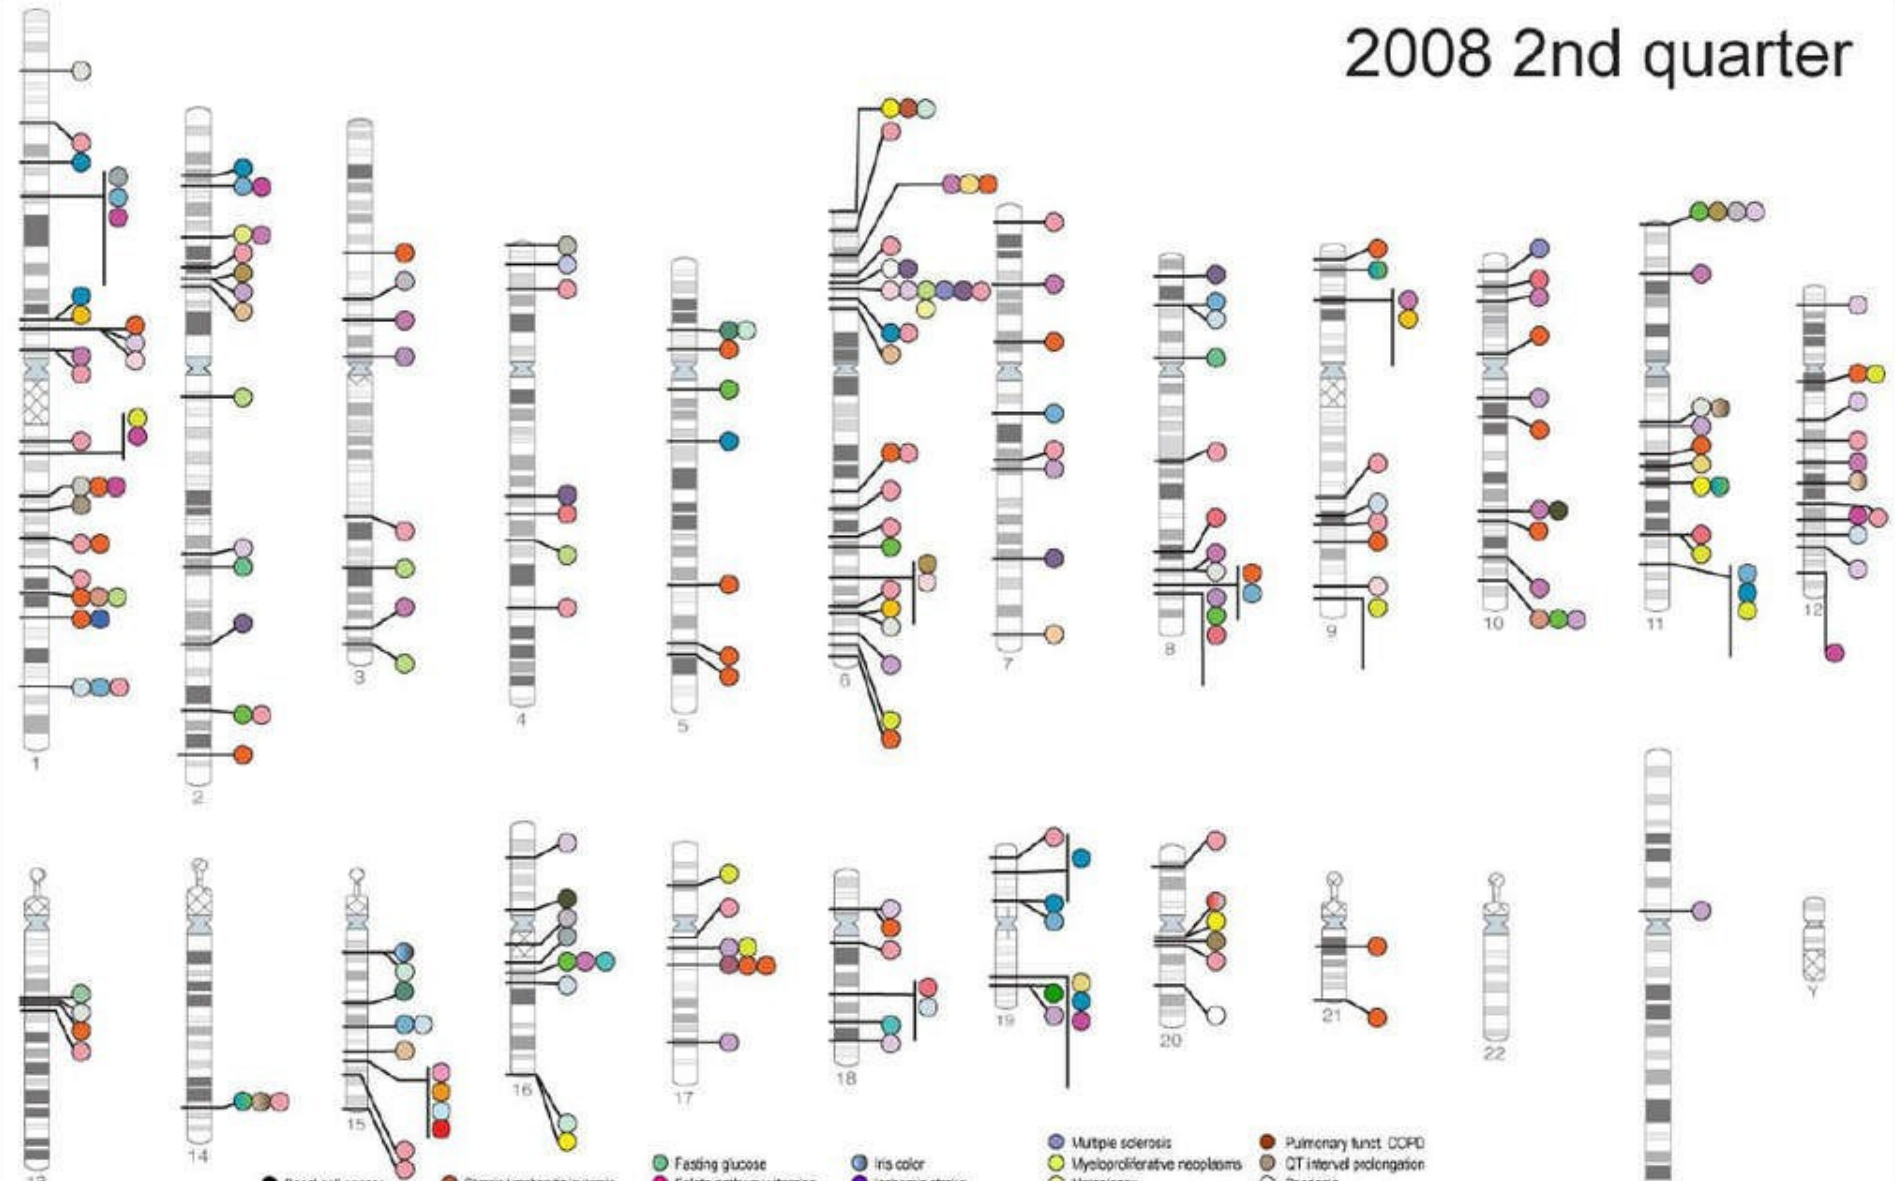 2008 2nd quarter
1
2
3
4
5
6
7
8
9
10
11
12
14
15
16
17
18
19
20
21
22
Y
Multiple sclerosis
Pulmonary funct. COPD
Fasting glucose
Iris color
Myeloproliferative neoplasms
QT interval prolongation